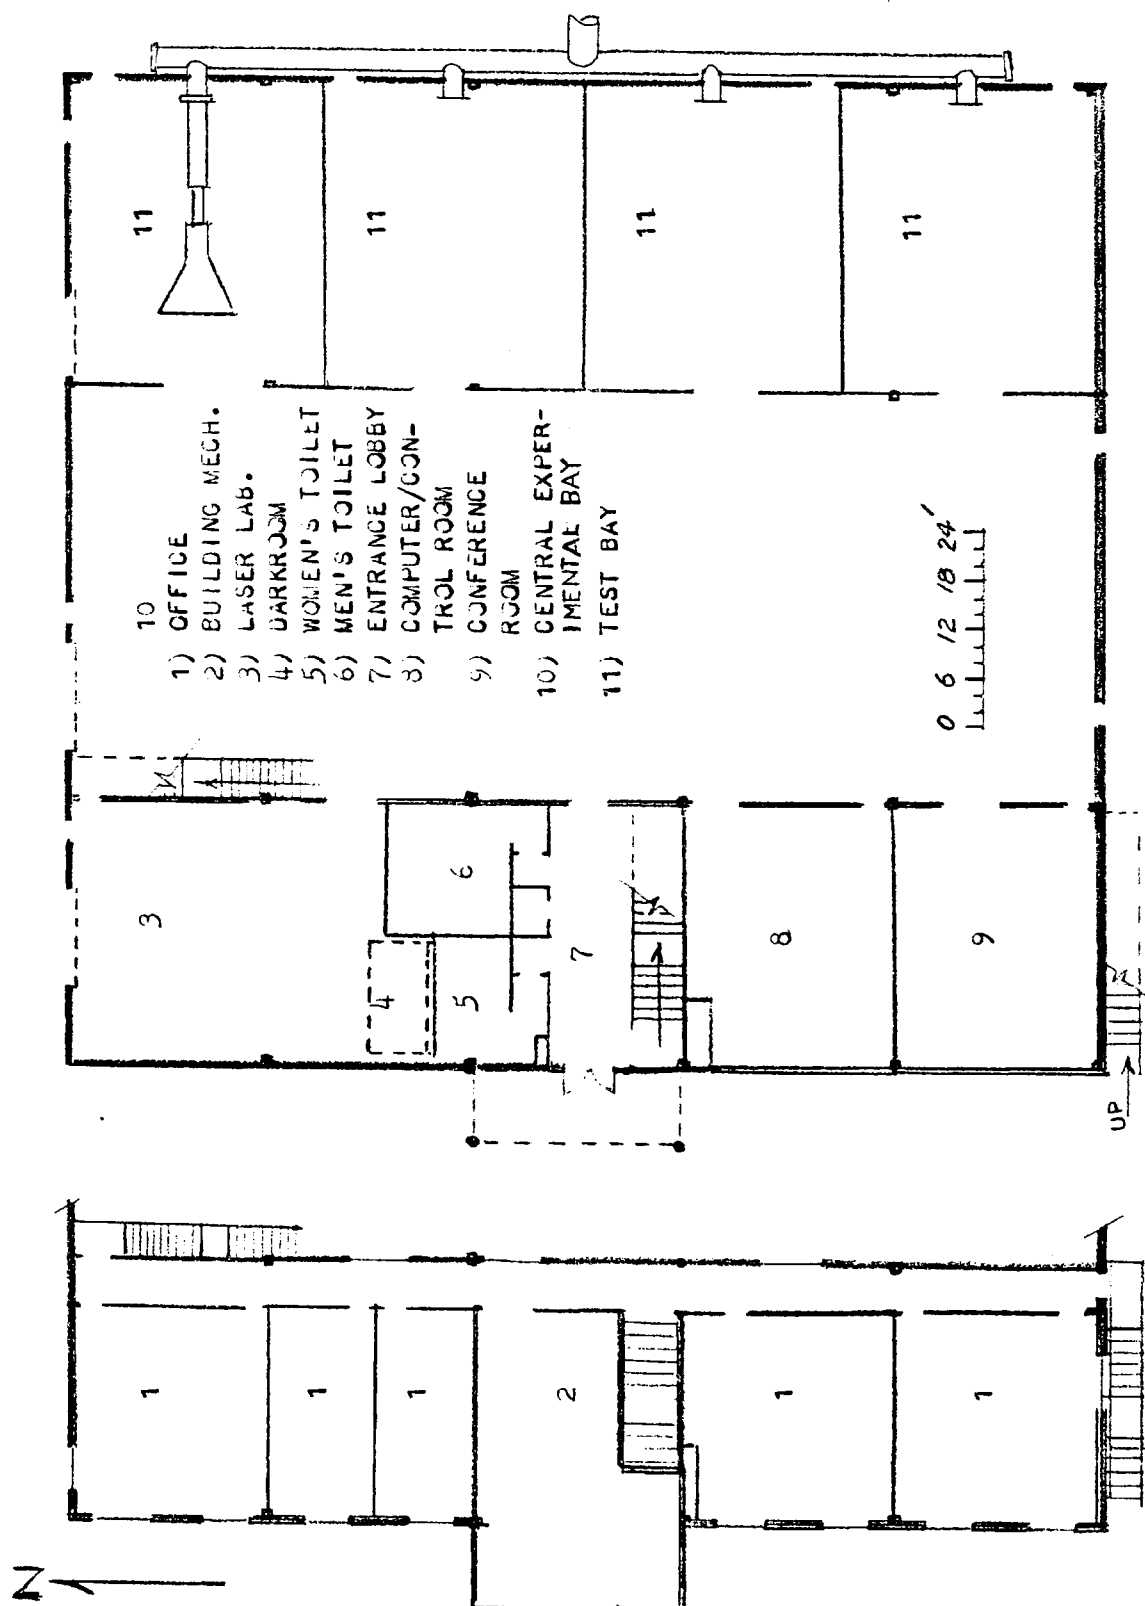 11
11
11
11
10
1) OFFICE
2) BUILDING MECH.
3) LASER LAB.
4) DARKROOM
5) WOMEN'S TOILET
6) MEN'S TOILET
7) ENTRANCE LOBBY
8) COMPUTER/CON-
TROL ROOM
9) CONFERENCE
ROOM
10) CENTRAL EXPER-
IMENTAL BAY
11) TEST BAY
0 6 12 18 24'
3
6
4
5
7
8
9
UP
1
1
1
2
1
1
N